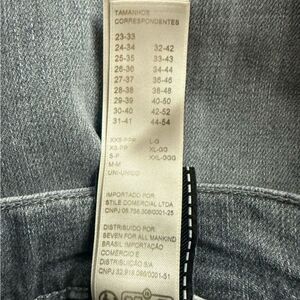 TAMANHOS
CORRESPONDENTES
23-33
24-34 32-42
25-35 33-43
26-36 34-44
27-37 35-45
28-38 38-48
29-39 40-50
30-40 42-52
31-41 44-54
XXS-PPP L-G
XS-PP XL-GG
S-P XXL-GGG
M-M
UNI-UNICO
IMPORTADO POR
STILE COMERCIAL LTDA
DISTRIBUIDO POR
SEVEN FOR ALL MANKIND
BRASIL IMPORTAÇÃO
COMERCIO E
DISTRIBUIÇÃO S/A